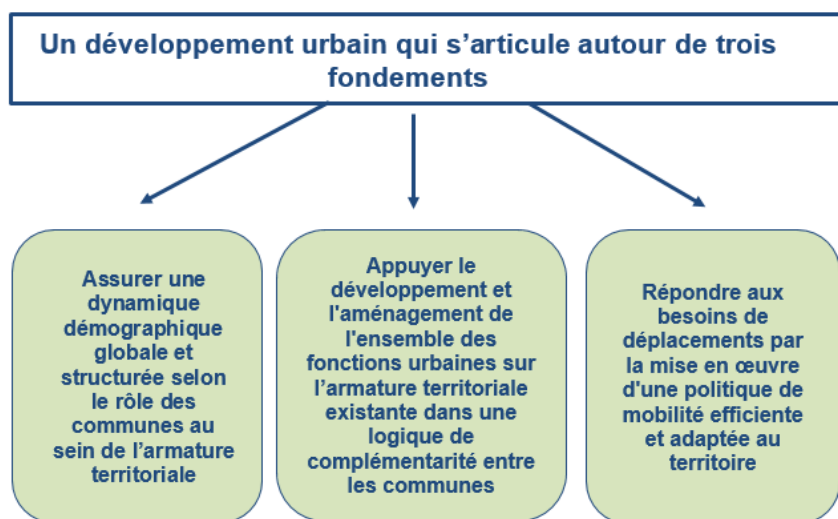 Un développement urbain qui s’articule autour de trois
fondements
Assurer une
dynamique
démographique
globale et
structurée selon
le rôle des
communes au
sein de l’armature
territoriale
Appuyer le
développement et
l'aménagement de
l'ensemble des
fonctions urbaines sur
l’armature territoriale
existante dans une
logique de
complémentarité entre
les communes
Répondre aux
besoins de
déplacements par
la mise en œuvre
d'une politique de
mobilité efficiente
et adaptée au
territoire